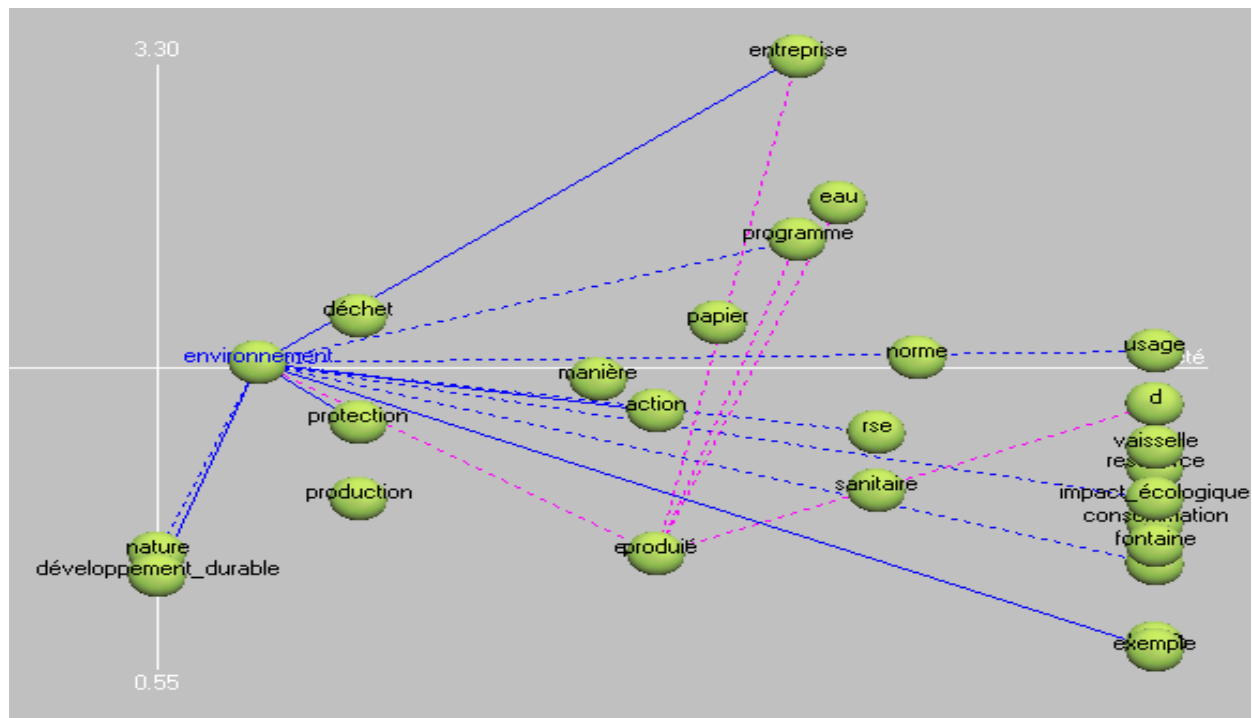 3.30
entreprise
eau
programme
déchet
papier
environnement
norme
usage
été
manière
action
d
protection
rse
vaisselle
sanitaire
production
impact_écologique
consommation
nature
fontaine
développement_durable
exemple
0.55